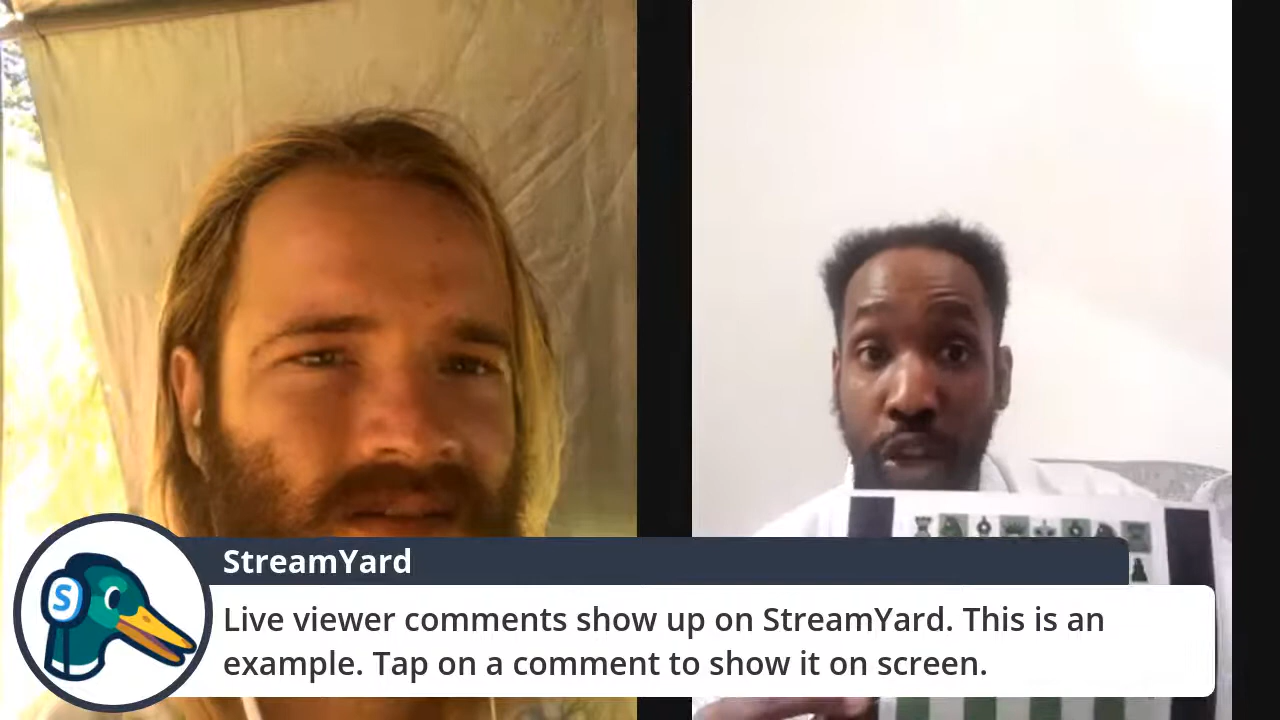 StreamYard
S
Live viewer comments show up on StreamYard. This is an
example. Tap on a comment to show it on screen.